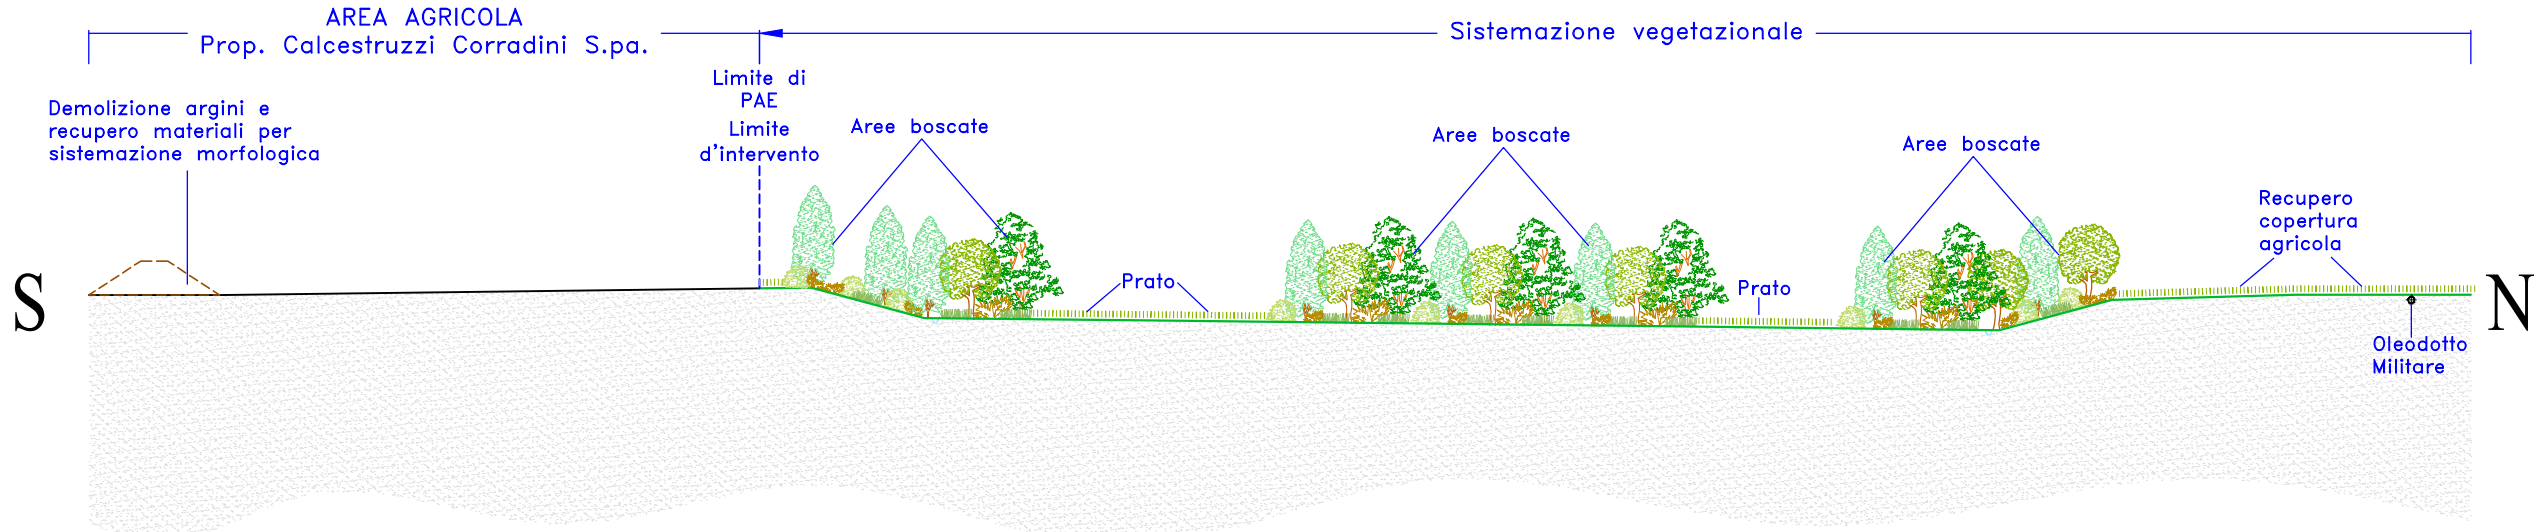 AREA AGRICOLA
Prop. Calcestruzzi Corradini S.pa.
Sistemazione vegetazionale
Limite di
PAE
Limite
d'intervento
Demolizione argini e
recupero materiali per
sistemazione morfologica
Aree boscate
Aree boscate
Aree boscate
Recupero
copertura
agricola
Prato
Prato
S
N
Oleodotto
Militare